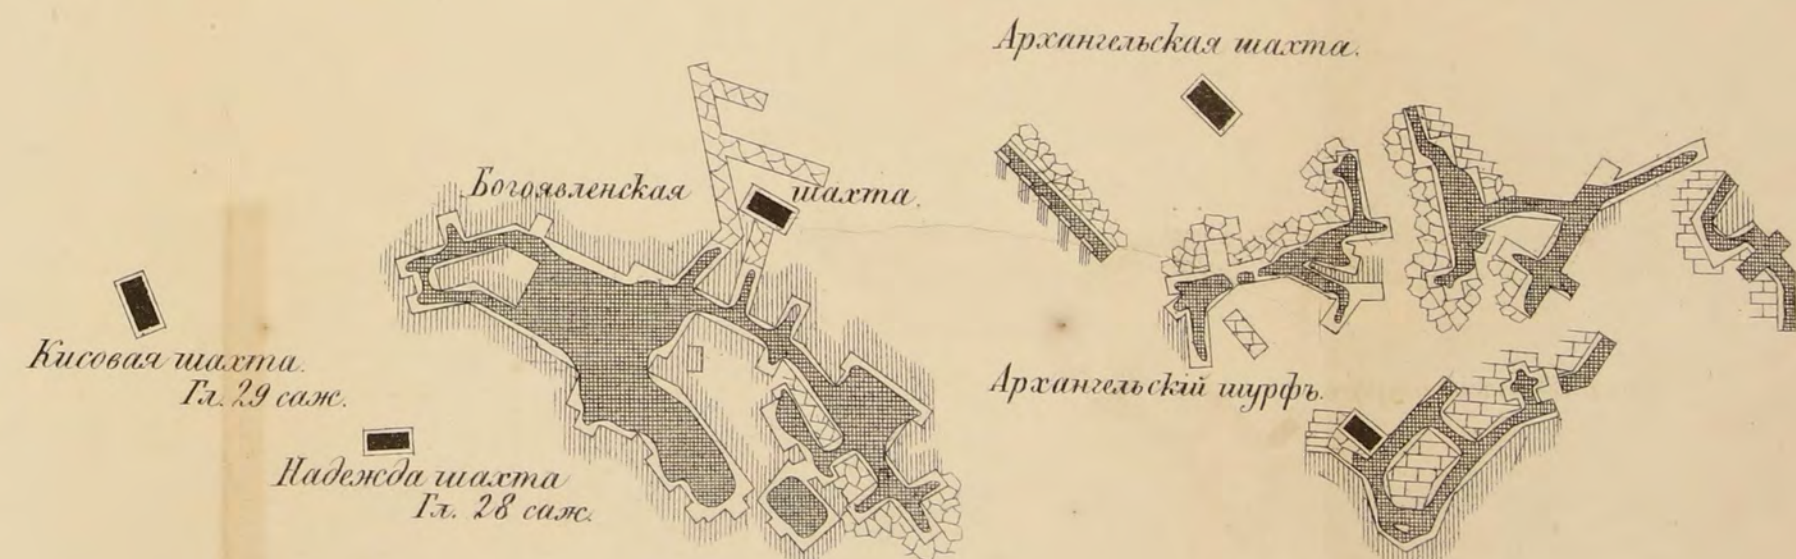 Архангельская шахта.
Богоявленская шахта.
Кисовая шахта.
Гл. 29 саж.
Архангельскій шурфъ.
Надежда шахта
Гл. 28 саж.